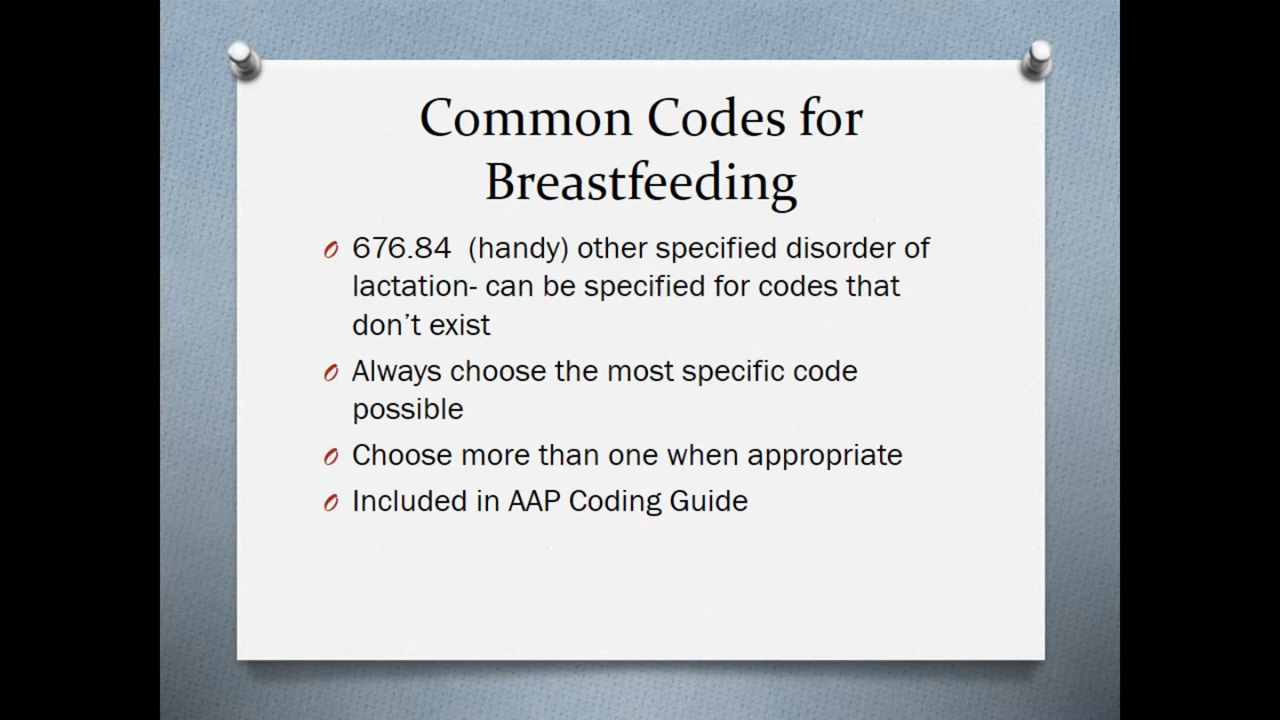 Common Codes for
Breastfeeding
676.84  (handy) other specified disorder of
lactation- can be specified for codes that
don’t exist
Always choose the most specific code
possible
Choose more than one when appropriate
Included in AAP Coding Guide